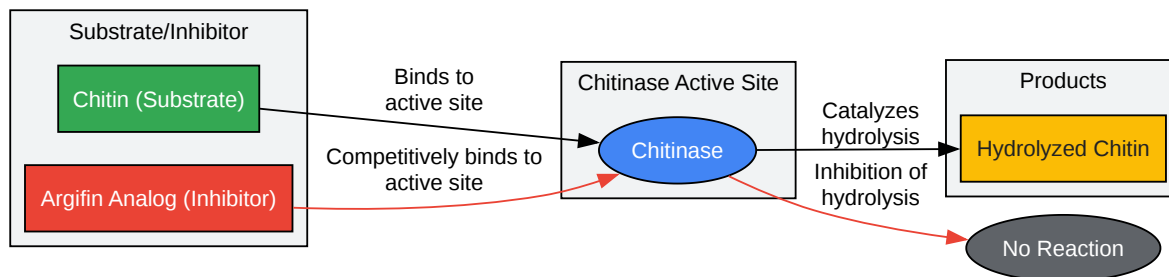 Substrate/Inhibitor
Chitin (Substrate)
Argifin Analog (Inhibitor)
Binds to
active site
Competitively binds to
active site
Chitinase Active Site
Chitinase
Catalyzes
hydrolysis
Inhibition of
hydrolysis
Products
Hydrolyzed Chitin
No Reaction